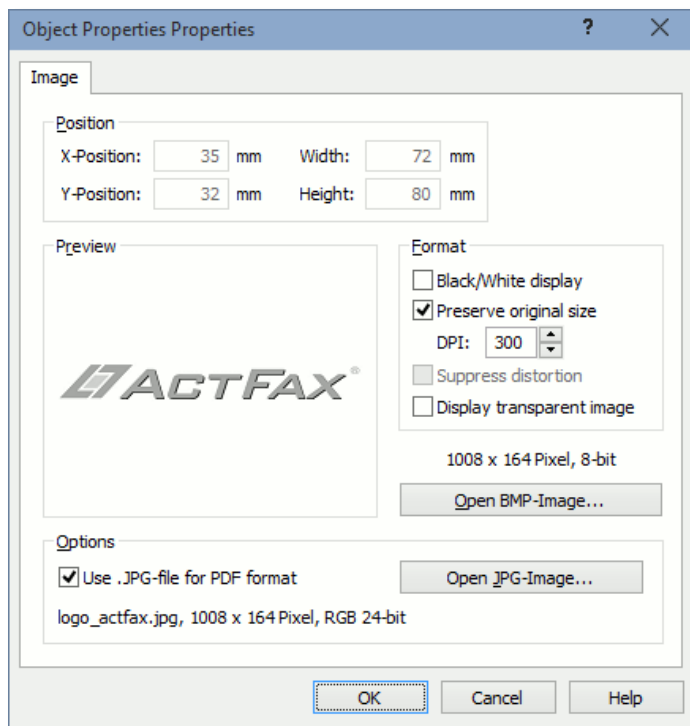 Object Properties Properties ?
Image
Position
X-Position: 35 mm Width: 72 mm
Y-Position: 32 mm Height: 80 mm
Preview
ACTFAX®
Format
Black/White display
Preserve original size
DPI: 300
Suppress distortion
Display transparent image
1008 x 164 Pixel, 8-bit
Open BMP-Image...
Options
Use .JPG-file for PDF format
Open JPG-Image...
logo_actfax.jpg, 1008 x 164 Pixel, RGB 24-bit
OK Cancel Help